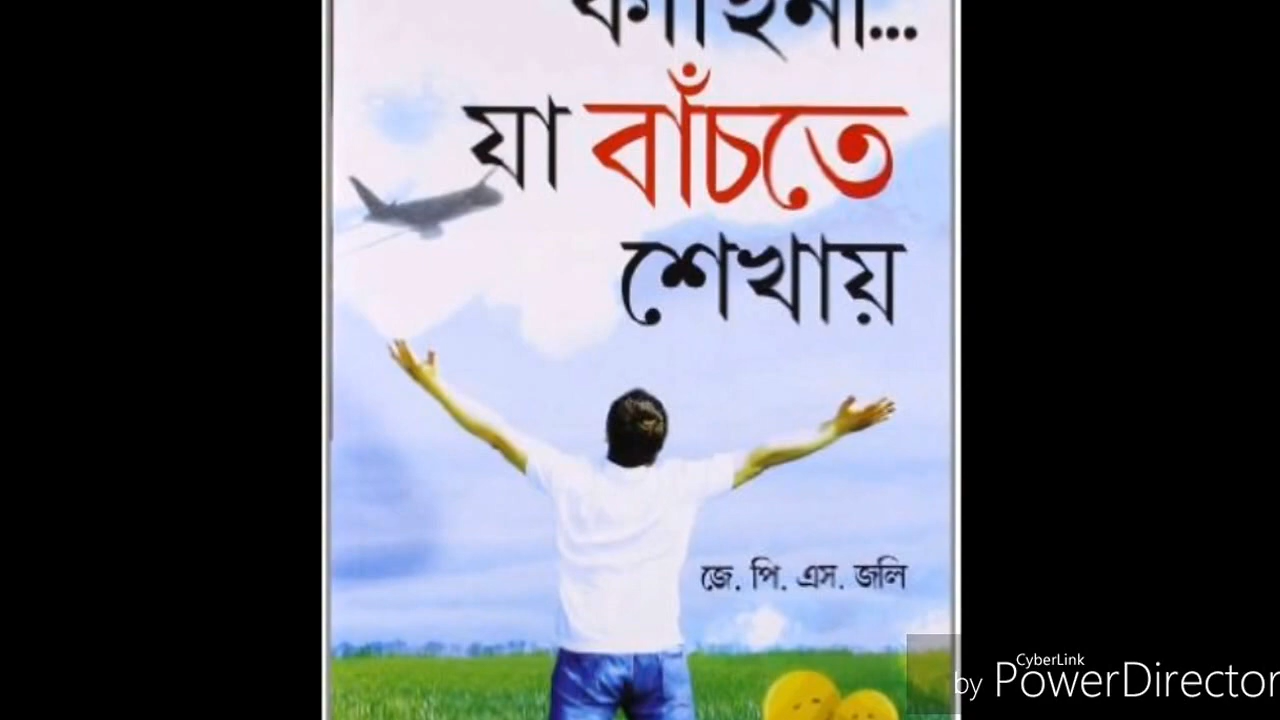 কাহিনী...
যা বাঁচতে
শেখায়
জে. পি. এস. জলি
CyberLink
by PowerDirector